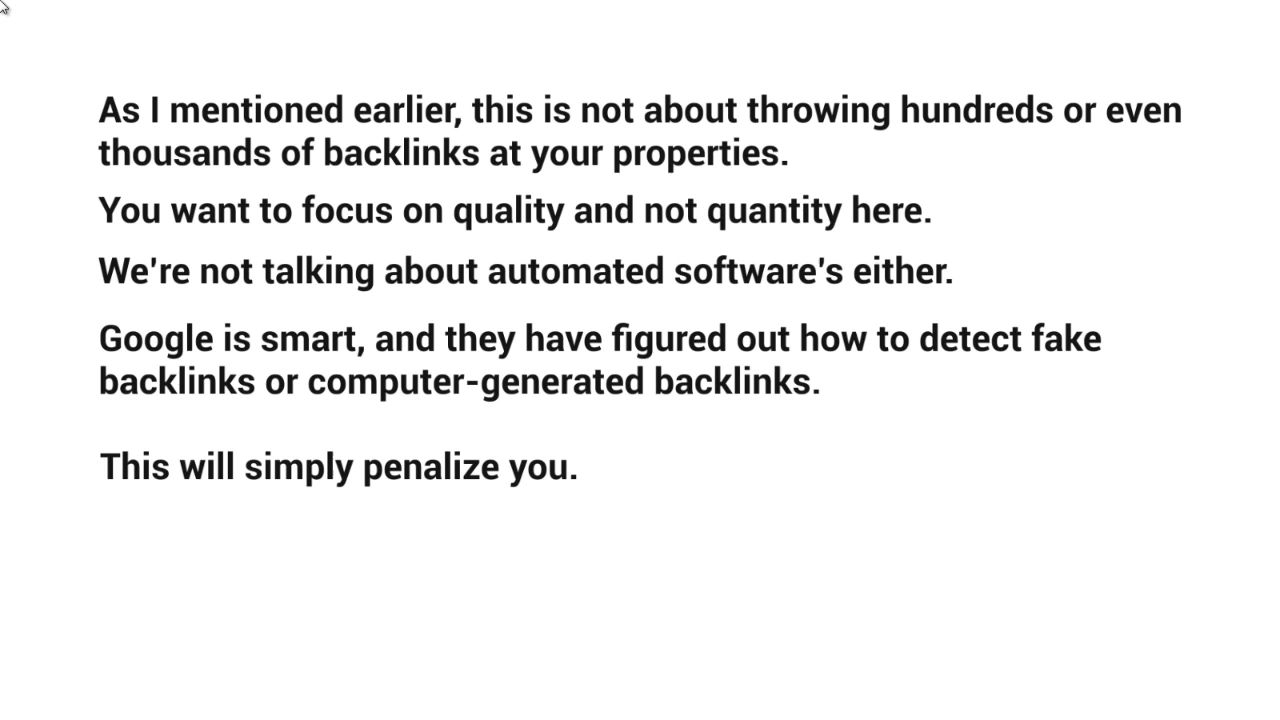 As I mentioned earlier, this is not about throwing hundreds or even
thousands of backlinks at your properties.
You want to focus on quality and not quantity here.
We're not talking about automated software's either.
Google is smart, and they have figured out how to detect fake
backlinks or computer-generated backlinks.
This will simply penalize you.